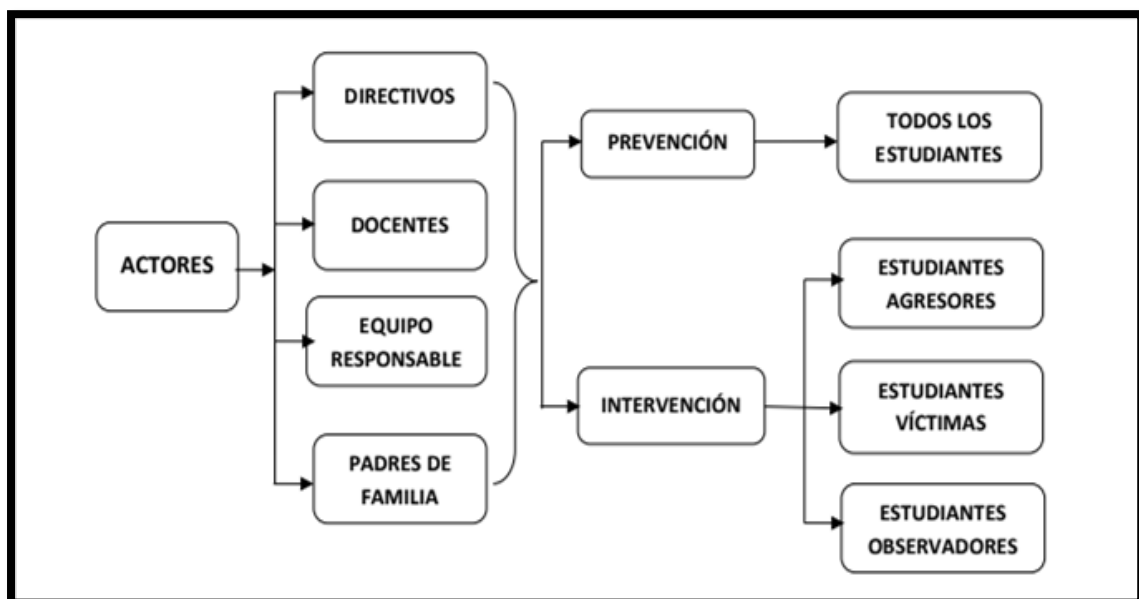 ACTORES
DIRECTIVOS
DOCENTES
EQUIPO
RESPONSABLE
PADRES DE
FAMILIA
PREVENCIÓN
INTERVENCIÓN
TODOS LOS
ESTUDIANTES
ESTUDIANTES
AGRESORES
ESTUDIANTES
VÍCTIMAS
ESTUDIANTES
OBSERVADORES